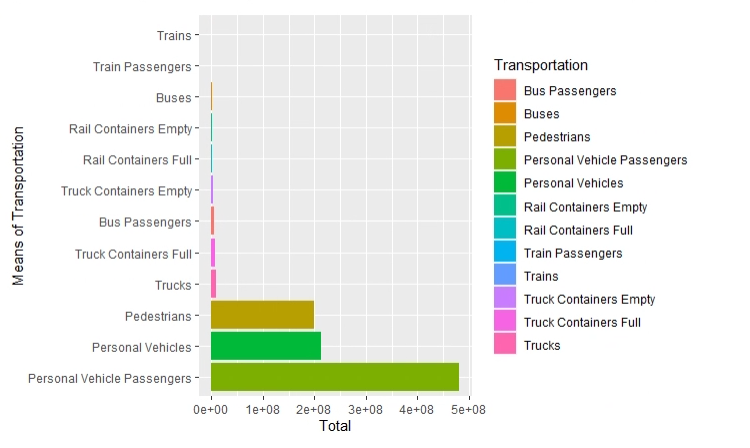 Means of Transportation
Trains
Train Passengers
Buses
Rail Containers Empty
Rail Containers Full
Truck Containers Empty
Bus Passengers
Truck Containers Full
Trucks
Pedestrians
Personal Vehicles
Personal Vehicle Passengers
0e+00 1e+08 2e+08 3e+08 4e+08 5e+08
Total
Transportation
Bus Passengers
Buses
Pedestrians
Personal Vehicle Passengers
Personal Vehicles
Rail Containers Empty
Rail Containers Full
Train Passengers
Trains
Truck Containers Empty
Truck Containers Full
Trucks